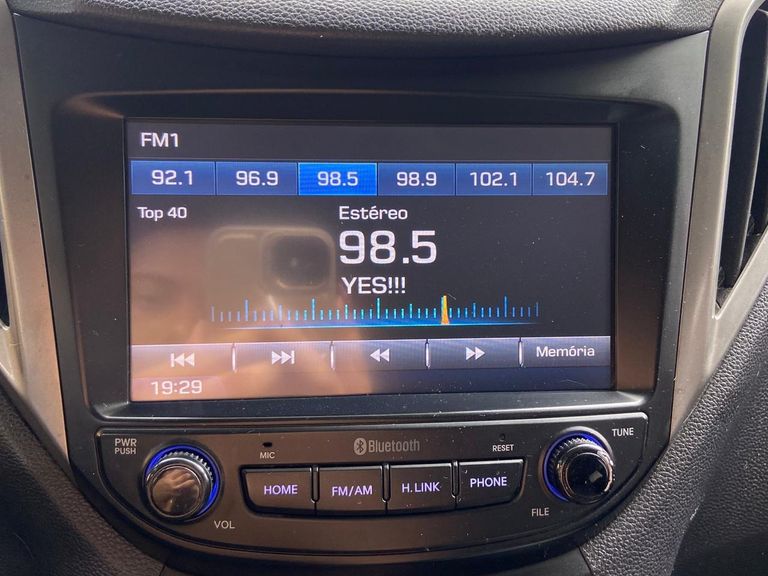 FM1
92.1 96.9 98.5 98.9 102.1 104.7
Top 40
Estéreo
98.5
YES!!!
Memória
19:29
PWR
PUSH
MIC
Bluetooth
RESET
TUNE
HOME FM/AM H.LINK PHONE
VOL
FILE